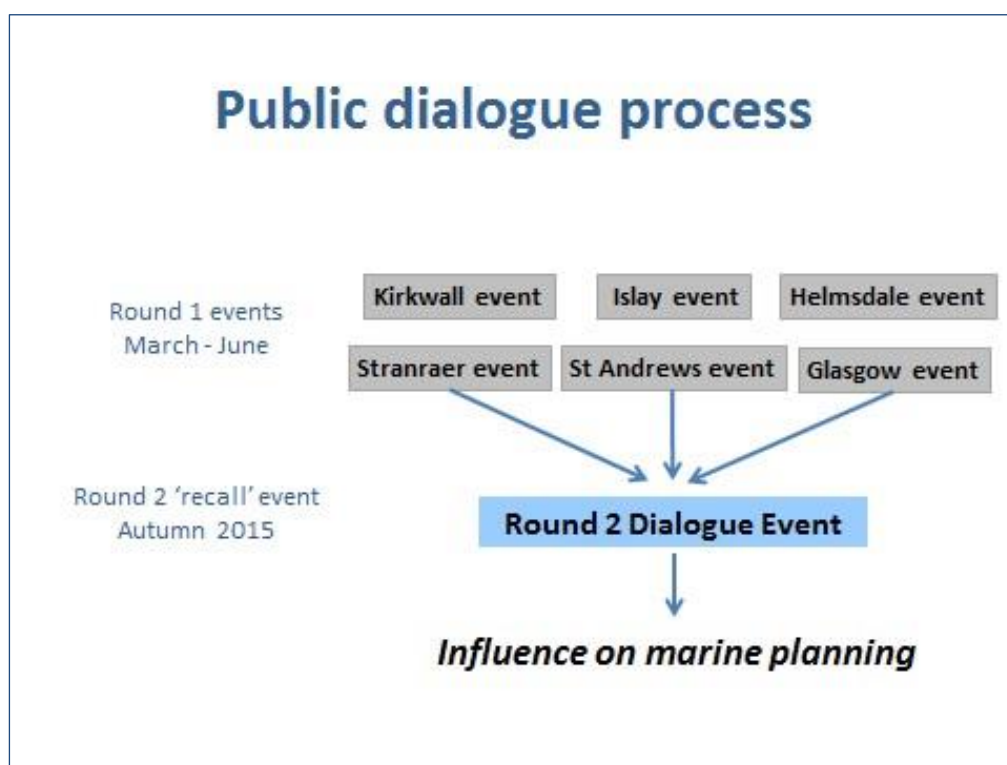 Public dialogue process
Round 1 events
March - June
Kirkwall event
Islay event
Helmsdale event
Stranraer event
St Andrews event
Glasgow event
Round 2 ‘recall’ event
Autumn 2015
Round 2 Dialogue Event
Influence on marine planning